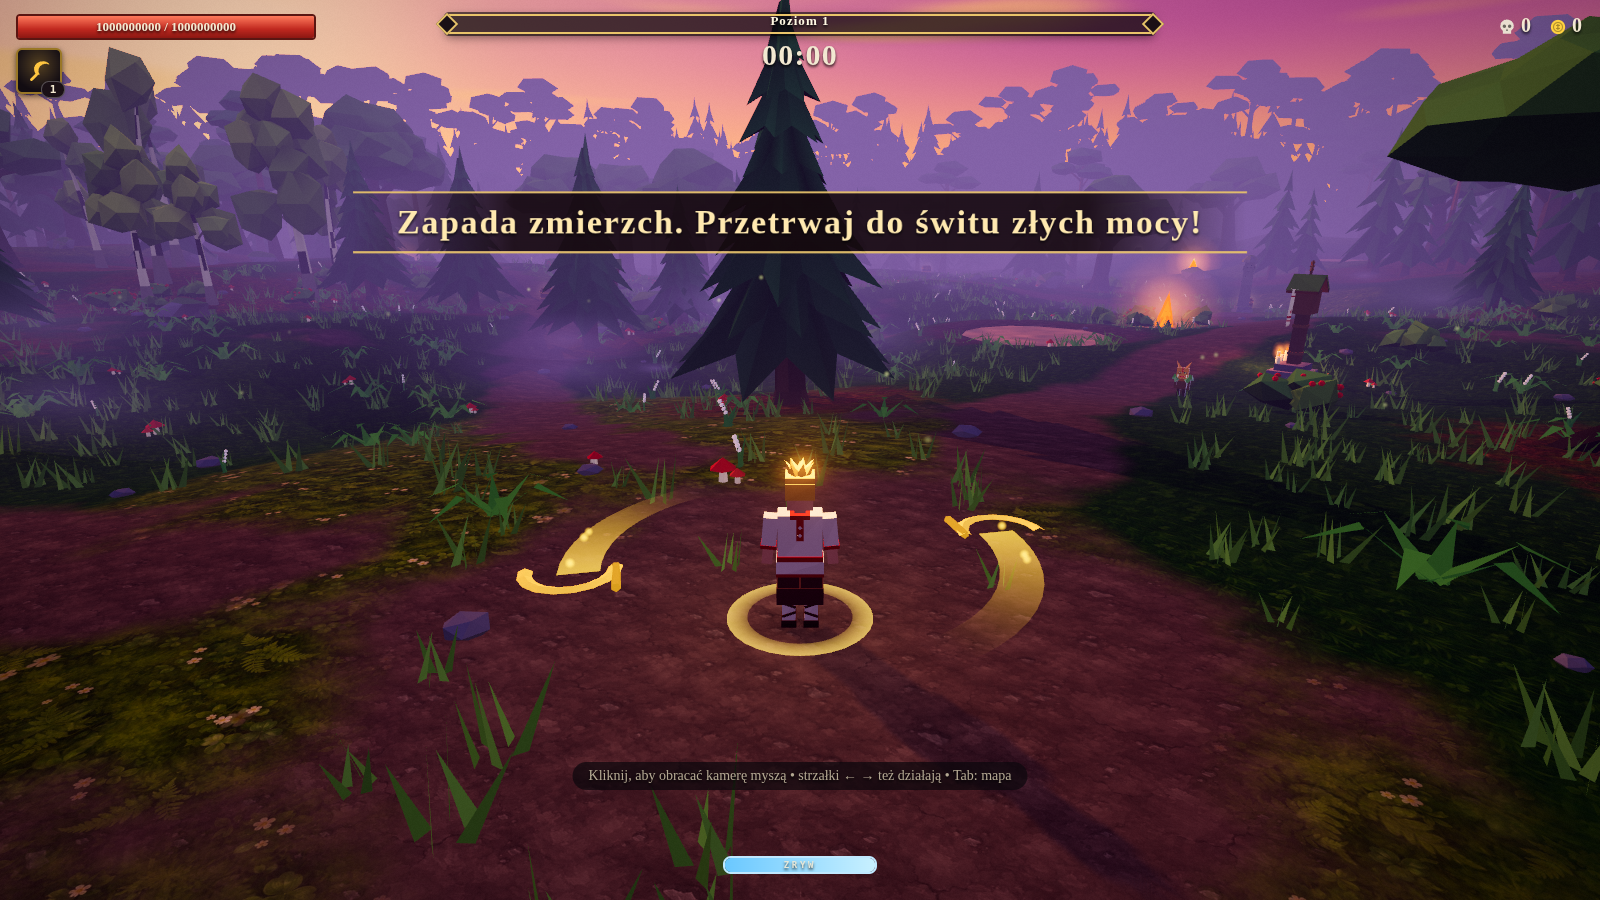 1000000000 / 1000000000
Poziom 1
0
0
00:00
1
Zapada zmierzch. Przetrwaj do świtu złych mocy!
Kliknij, aby obracać kamerę myszą • strzałki ← → też działają • Tab: mapa
ZRYW